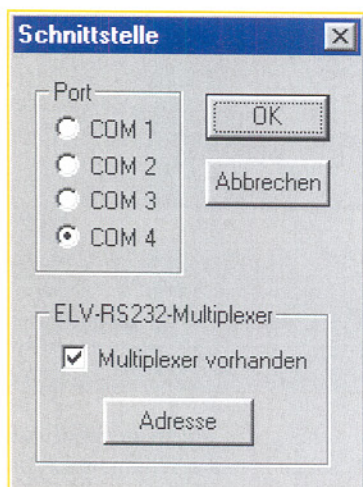 Schnittstelle
Port
COM 1
COM 2
COM 3
COM 4
OK
Abbrechen
ELV-RS232-Multiplexer
Multiplexer vorhanden
Adresse